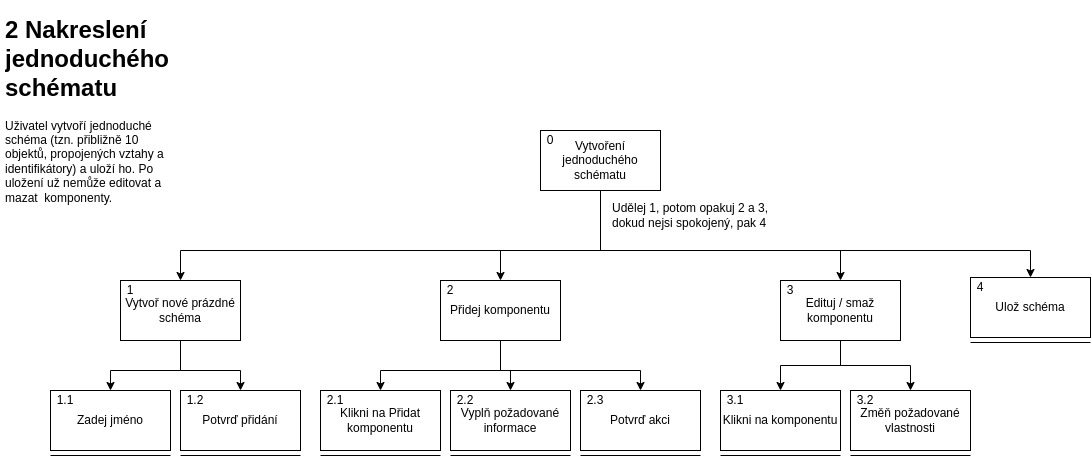 2 Nakreslení
jednoduchého
schématu
Uživatel vytvoří jednoduché
schéma (tzn. přibližně 10
objektů, propojených vztahy a
identifikátory) a uloží ho. Po
uložení už nemůže editovat a
mazat  komponenty.
0
Vytvoření
jednoduchého
schématu
Udělej 1, potom opakuj 2 a 3,
dokud nejsi spokojený, pak 4
1
Vytvoř nové prázdné
schéma
2
Přidej komponentu
3
Edituj / smaž
komponentu
4
Ulož schéma
1.1
Zadej jméno
1.2
Potvrď přidání
2.1
Klikni na Přidat
komponentu
2.2
Vyplň požadované
informace
2.3
Potvrď akci
3.1
Klikni na komponentu
3.2
Změň požadované
vlastnosti